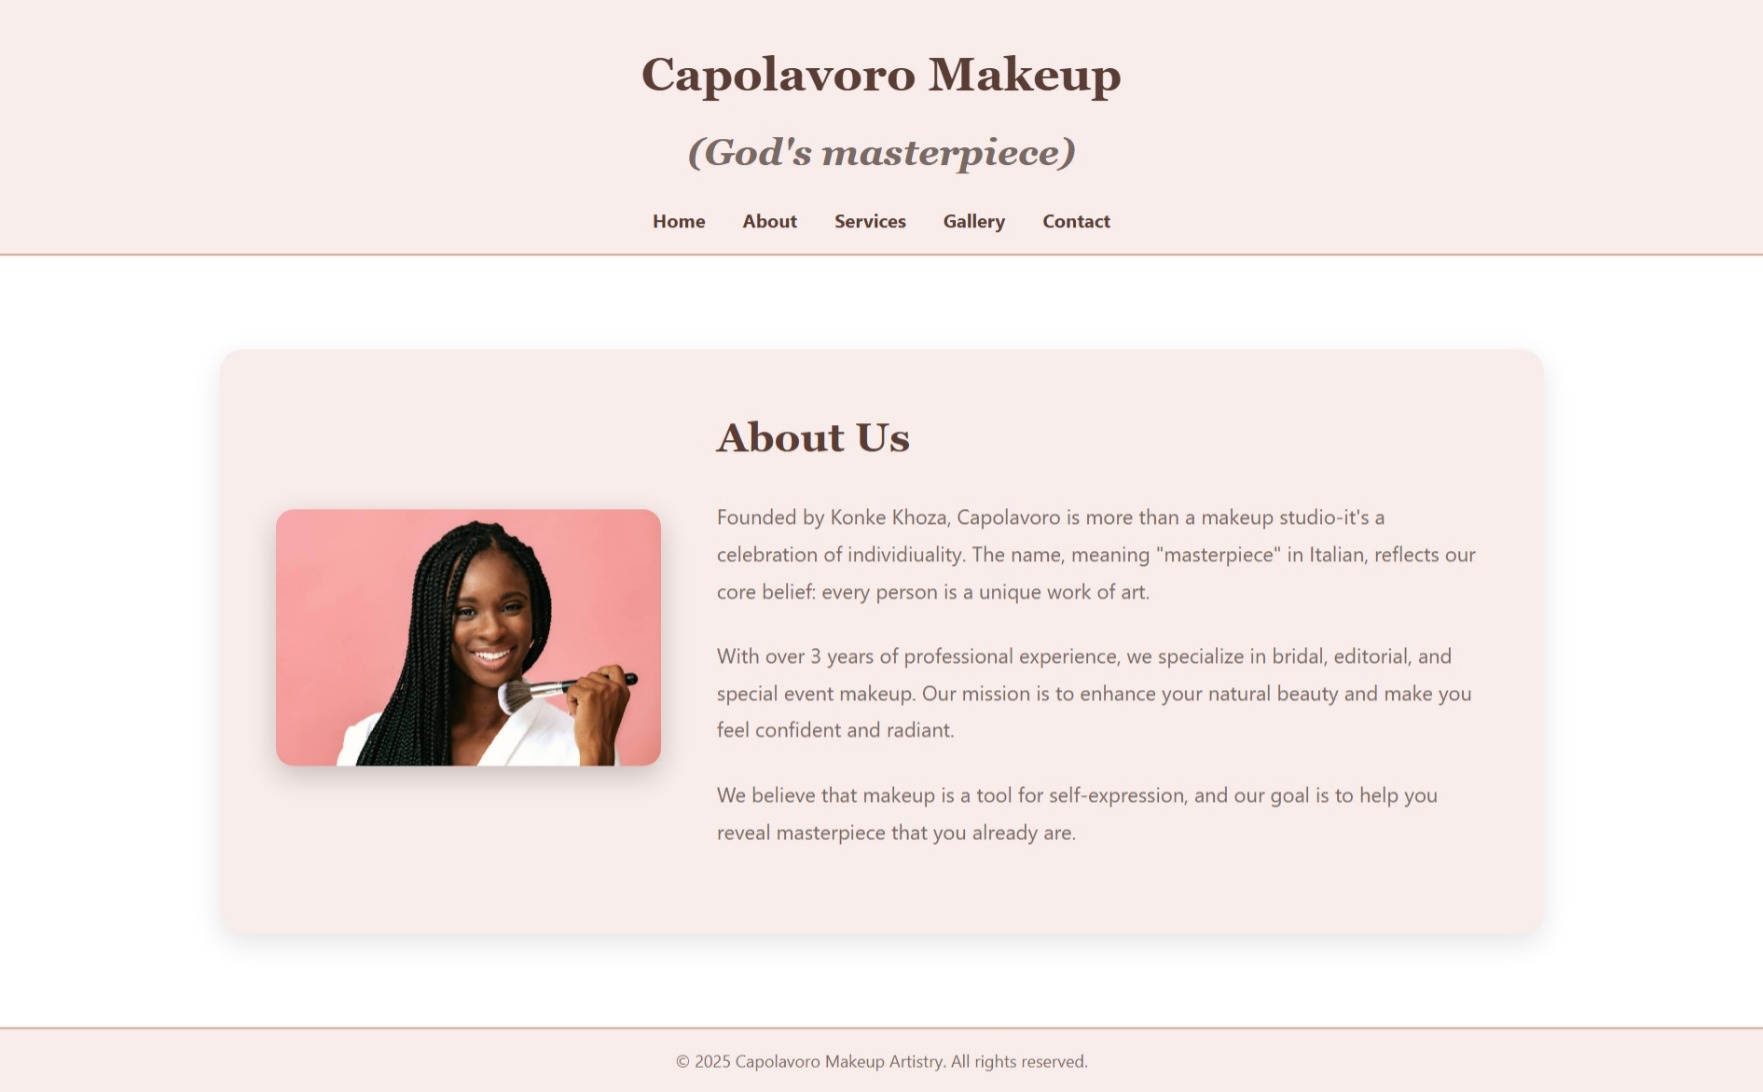 Capolavoro Makeup
(God's masterpiece)
Home About Services Gallery Contact
About Us
Founded by Konke Khoza, Capolavoro is more than a makeup studio-it's a
celebration of individiuality. The name, meaning "masterpiece" in Italian, reflects our
core belief: every person is a unique work of art.
With over 3 years of professional experience, we specialize in bridal, editorial, and
special event makeup. Our mission is to enhance your natural beauty and make you
feel confident and radiant.
We believe that makeup is a tool for self-expression, and our goal is to help you
reveal masterpiece that you already are.
© 2025 Capolavoro Makeup Artistry. All rights reserved.